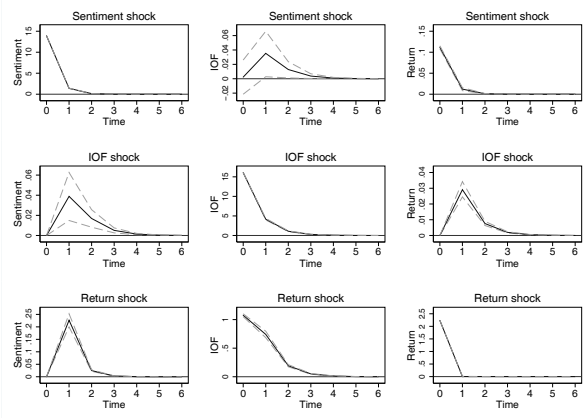 Sentiment shock
Sentiment
0 5 10 15
0 1 2 3 4 5 6
Time
Sentiment shock
IOF
-.02 0 .02 .04 .06
0 1 2 3 4 5 6
Time
Sentiment shock
Return
0 .05 .1 .15
0 1 2 3 4 5 6
Time
IOF shock
Sentiment
0 .02 .04 .06
0 1 2 3 4 5 6
Time
IOF shock
IOF
0 5 10 15
0 1 2 3 4 5 6
Time
IOF shock
Return
0 .01 .02 .03 .04
0 1 2 3 4 5 6
Time
Return shock
Sentiment
0 .05 .1 .15 .2 .25
0 1 2 3 4 5 6
Time
Return shock
IOF
0 .5 1
0 1 2 3 4 5 6
Time
Return shock
Return
0 .5 1 1.5 2 2.5
0 1 2 3 4 5 6
Time